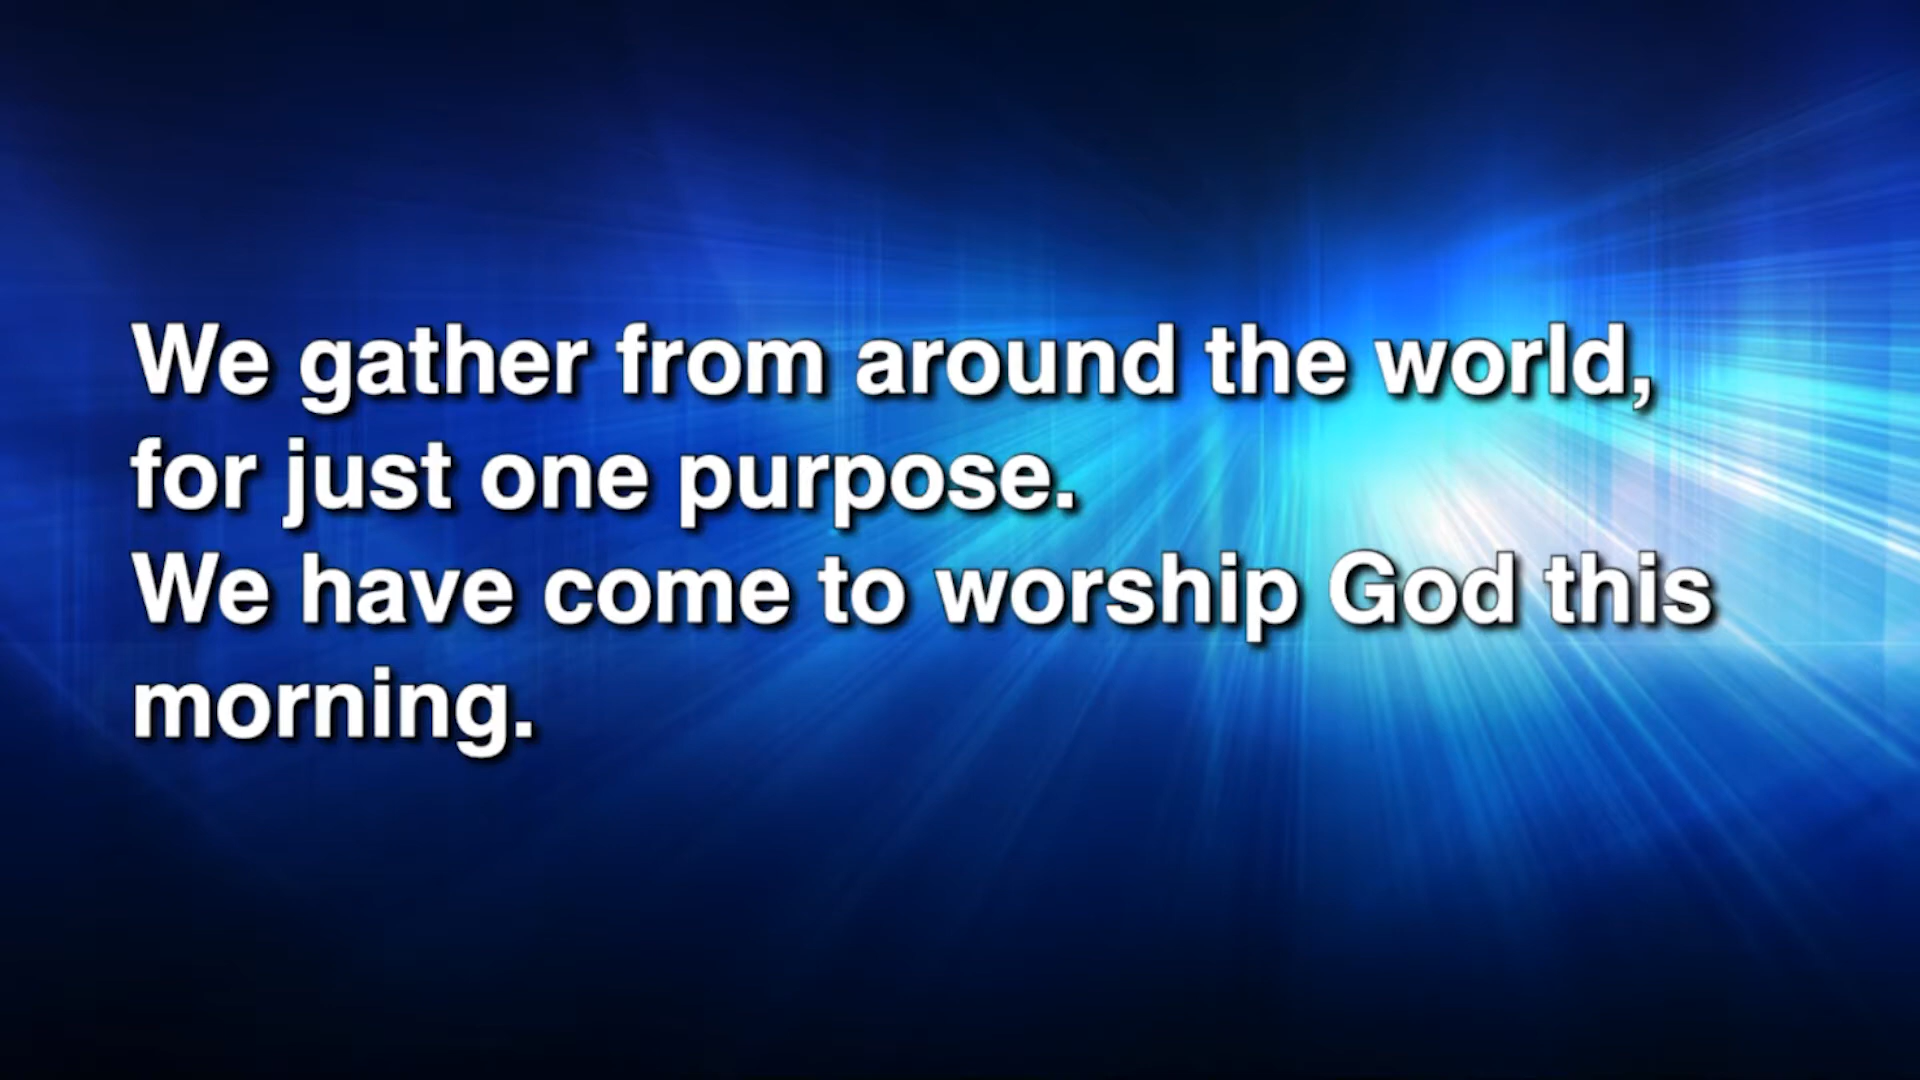 We gather from around the world,
for just one purpose.
We have come to worship God this
morning.